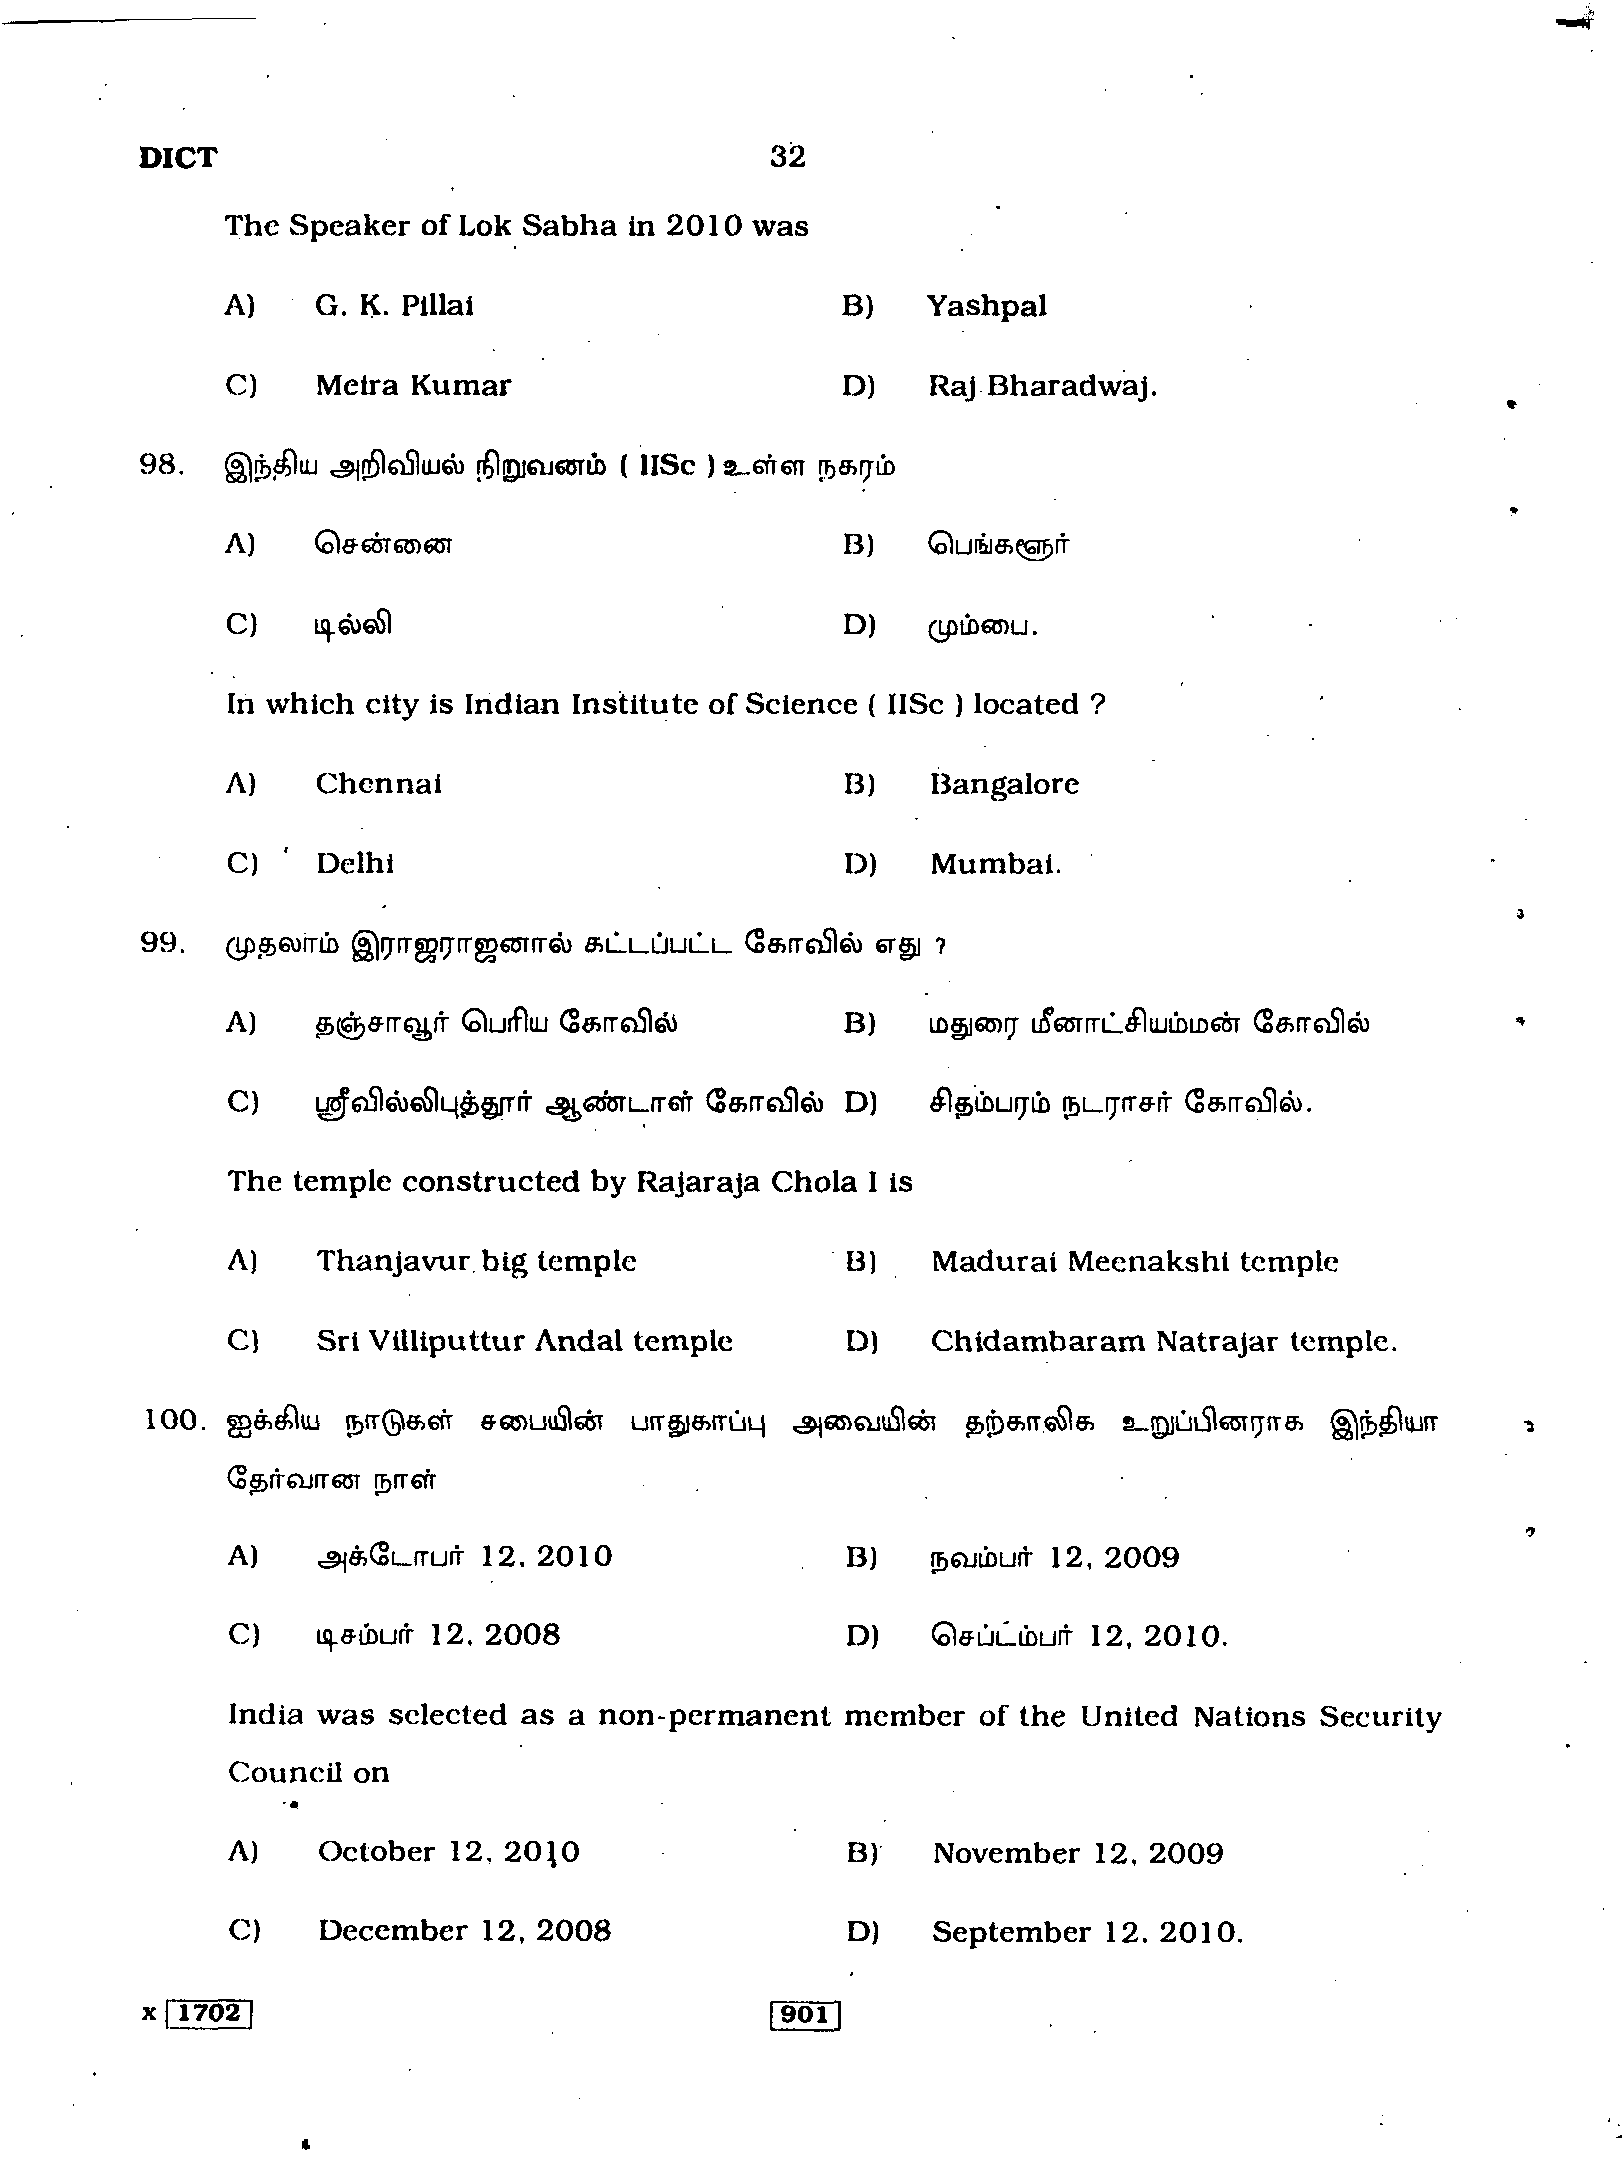 DICT 32
The Speaker of Lok Sabha in 2010 was
A) G. K. Pillai B) Yashpal
C) Meira Kumar D) Raj Bharadwaj.
98. இந்திய அறிவியல் நிறுவனம் ( IISc ) உள்ள நகரம்
A) சென்னை B) பெங்களூர்
C) டில்லி D) மும்பை.
In which city is Indian Institute of Science ( IISc ) located ?
A) Chennai B) Bangalore
C) Delhi D) Mumbai.
99. முதலாம் இராஜராஜனால் கட்டப்பட்ட கோவில் எது ?
A) தஞ்சாவூர் பெரிய கோவில் B) மதுரை மீனாட்சியம்மன் கோவில்
C) ஸ்ரீவில்லிபுத்தூர் ஆண்டாள் கோவில் D) சிதம்பரம் நடராசர் கோவில்.
The temple constructed by Rajaraja Chola I is
A) Thanjavur big temple B) Madurai Meenakshi temple
C) Sri Villiputtur Andal temple D) Chidambaram Natrajar temple.
100. ஐக்கிய நாடுகள் சபையின் பாதுகாப்பு அவையின் தற்காலிக உறுப்பினராக இந்தியா
தேர்வான நாள்
A) அக்டோபர் 12, 2010 B) நவம்பர் 12, 2009
C) டிசம்பர் 12, 2008 D) செப்ட்ம்பர் 12, 2010.
India was selected as a non-permanent member of the United Nations Security
Council on
A) October 12, 2010 B) November 12, 2009
C) December 12, 2008 D) September 12, 2010.
x 1702 901